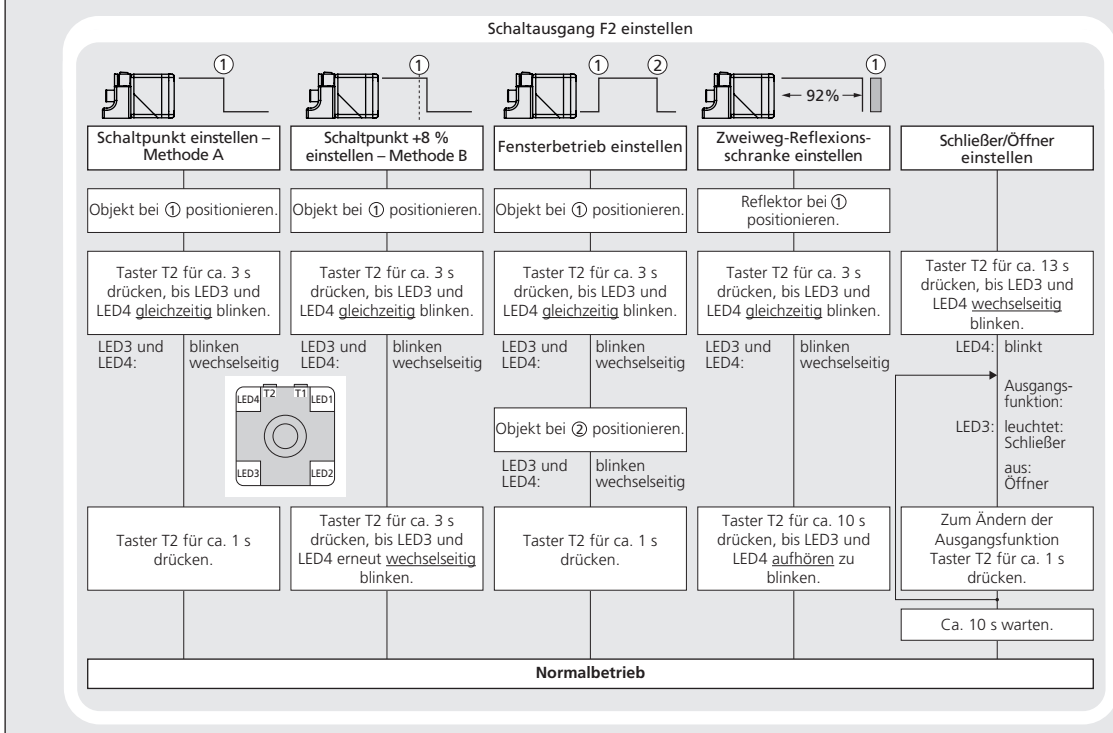 Schaltausgang F2 einstellen
1
1
1 2
92%
1
Schaltpunkt einstellen –
Methode A
Schaltpunkt +8 %
einstellen – Methode B
Fensterbetrieb einstellen
Zweiweg-Reflexions-
schranke einstellen
Schließer/Öffner
einstellen
Objekt bei ① positionieren.
Objekt bei ① positionieren.
Objekt bei ① positionieren.
Reflektor bei ①
positionieren.
Taster T2 für ca. 3 s
drücken, bis LED3 und
LED4 gleichzeitig blinken.
Taster T2 für ca. 3 s
drücken, bis LED3 und
LED4 gleichzeitig blinken.
Taster T2 für ca. 3 s
drücken, bis LED3 und
LED4 gleichzeitig blinken.
Taster T2 für ca. 3 s
drücken, bis LED3 und
LED4 gleichzeitig blinken.
Taster T2 für ca. 13 s
drücken, bis LED3 und
LED4 wechselseitig
blinken.
LED3 und blinken
LED4: wechselseitig
LED3 und blinken
LED4: wechselseitig
LED3 und blinken
LED4: wechselseitig
LED3 und blinken
LED4: wechselseitig
LED4: blinkt
Ausgangs-
funktion:
LED3: leuchtet:
Schließer
aus:
Öffner
LED4 T2 T1 LED1
LED3 LED2
Objekt bei ② positionieren.
LED3 und blinken
LED4: wechselseitig
Taster T2 für ca. 1 s
drücken.
Taster T2 für ca. 3 s
drücken, bis LED3 und
LED4 erneut wechselseitig
blinken.
Taster T2 für ca. 1 s
drücken.
Taster T2 für ca. 10 s
drücken, bis LED3 und
LED4 aufhören zu
blinken.
Zum Ändern der
Ausgangsfunktion
Taster T2 für ca. 1 s
drücken.
Ca. 10 s warten.
Normalbetrieb